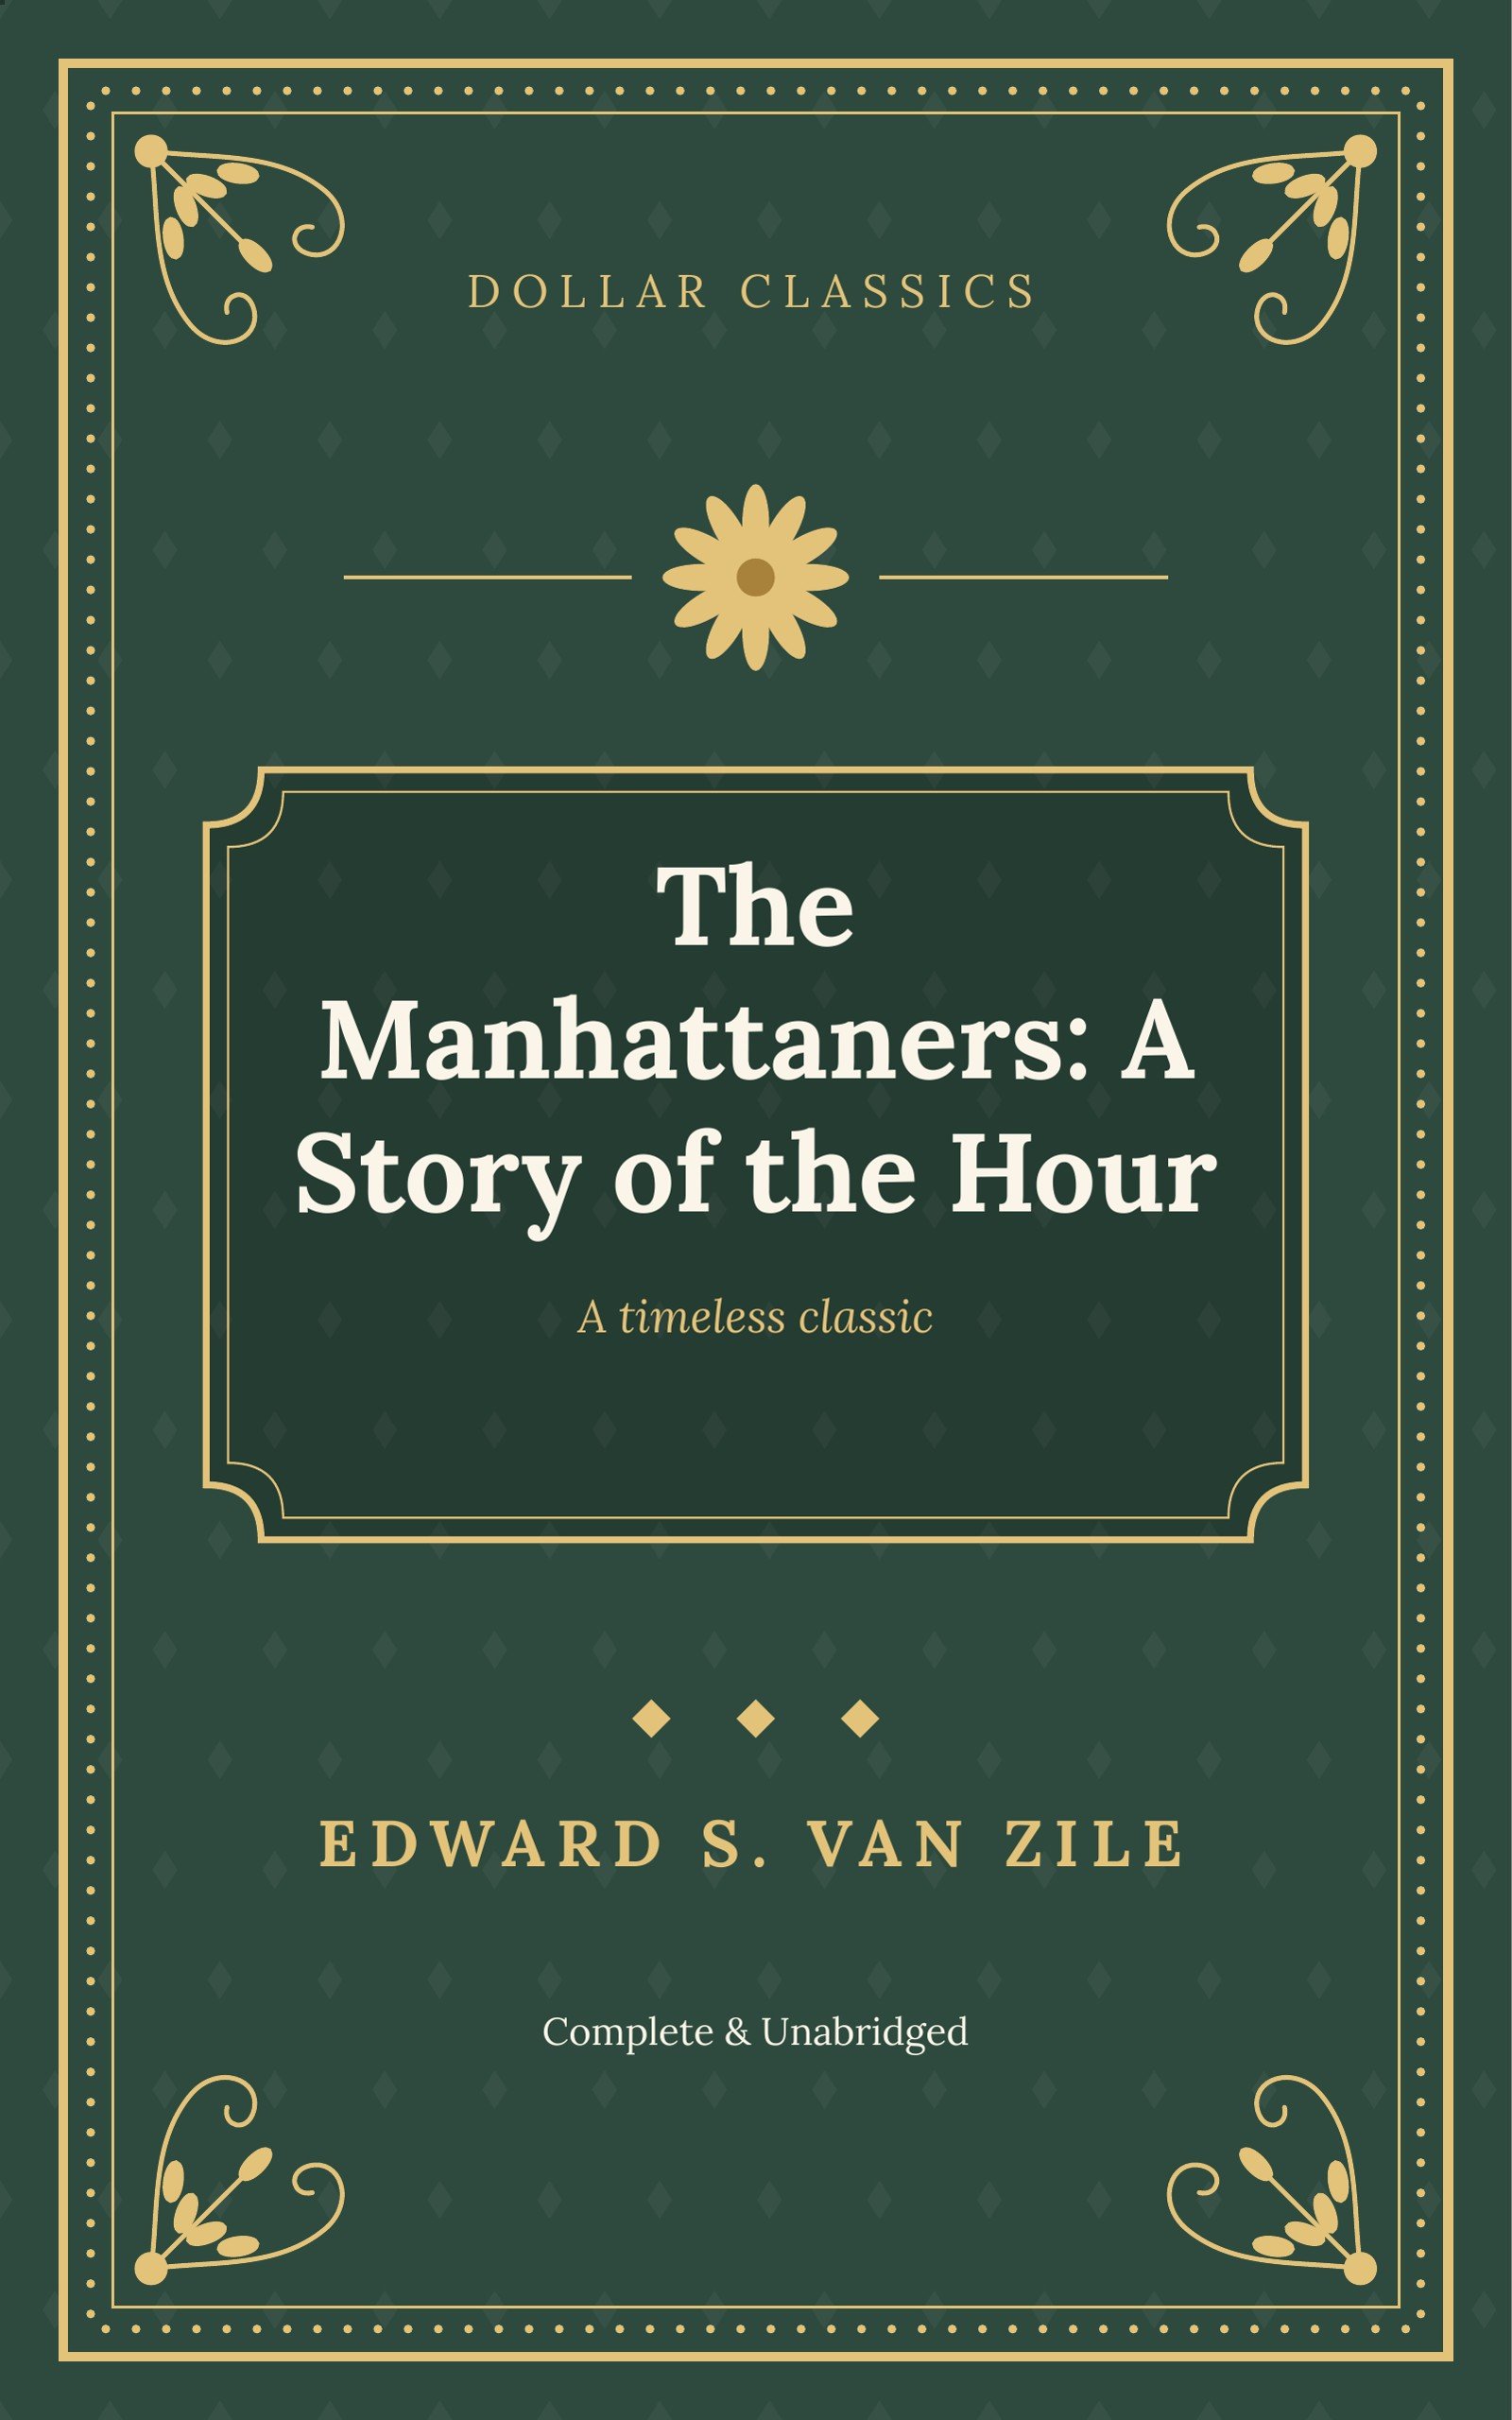 DOLLAR CLASSICS
The
Manhattaners: A
Story of the Hour
A timeless classic
EDWARD S. VAN ZILE
Complete & Unabridged